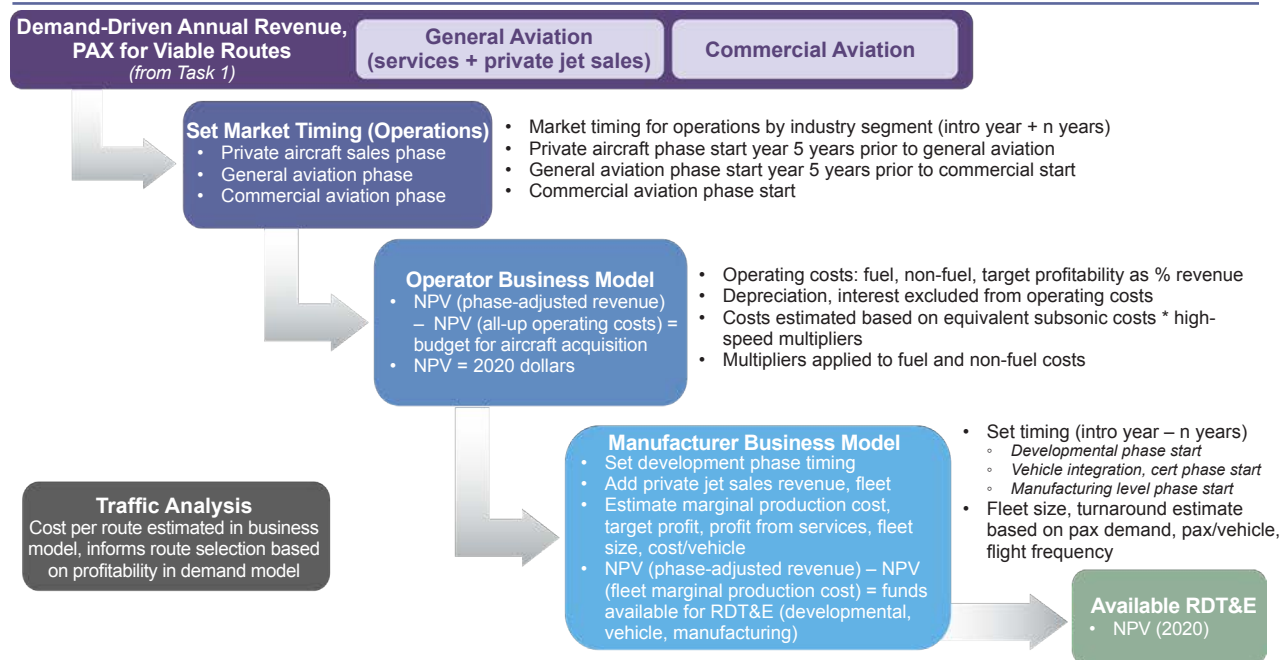 Demand-Driven Annual Revenue,
PAX for Viable Routes
(from Task 1)
General Aviation
(services + private jet sales)
Commercial Aviation
Set Market Timing (Operations)
• Private aircraft sales phase
• General aviation phase
• Commercial aviation phase
• Market timing for operations by industry segment (intro year + n years)
• Private aircraft phase start year 5 years prior to general aviation
• General aviation phase start year 5 years prior to commercial start
• Commercial aviation phase start
Operator Business Model
• NPV (phase-adjusted revenue)
– NPV (all-up operating costs) =
budget for aircraft acquisition
• NPV = 2020 dollars
• Operating costs: fuel, non-fuel, target profitability as % revenue
• Depreciation, interest excluded from operating costs
• Costs estimated based on equivalent subsonic costs * high-
speed multipliers
• Multipliers applied to fuel and non-fuel costs
Manufacturer Business Model
• Set development phase timing
• Add private jet sales revenue, fleet
• Estimate marginal production cost,
target profit, profit from services, fleet
size, cost/vehicle
• NPV (phase-adjusted revenue) – NPV
(fleet marginal production cost) = funds
available for RDT&E (developmental,
vehicle, manufacturing)
• Set timing (intro year – n years)
◦ Developmental phase start
◦ Vehicle integration, cert phase start
◦ Manufacturing level phase start
• Fleet size, turnaround estimate
based on pax demand, pax/vehicle,
flight frequency
Traffic Analysis
Cost per route estimated in business
model, informs route selection based
on profitability in demand model
Available RDT&E
• NPV (2020)